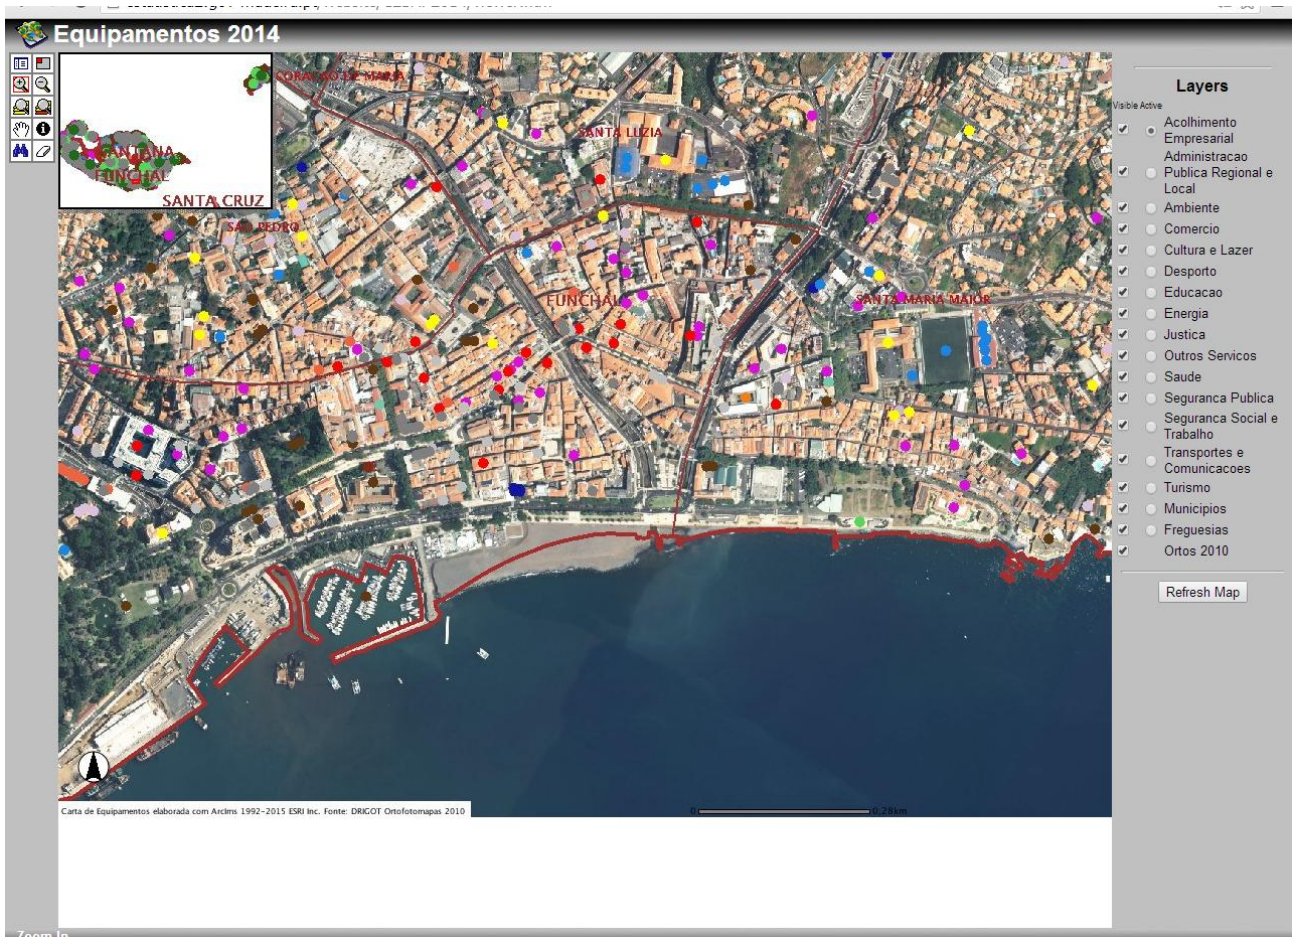 Equipamentos 2014
CORAÇÃO DE MARIA
SANTANA
FUNCHAL
SANTA CRUZ
SANTA LUZIA
SÃO PEDRO
FUNCHAL
SANTA MARIA MAIOR
Carta de Equipamentos elaborada com ArcIms 1992-2015 ESRI Inc. Fonte: DRIGOT Ortofotomapas 2010
0
0,28km
Layers
Visible Active
Acolhimento
Empresarial
Administracao
Publica Regional e
Local
Ambiente
Comercio
Cultura e Lazer
Desporto
Educacao
Energia
Justica
Outros Servicos
Saude
Seguranca Publica
Seguranca Social e
Trabalho
Transportes e
Comunicacoes
Turismo
Municipios
Freguesias
Ortos 2010
Refresh Map
Zoom In